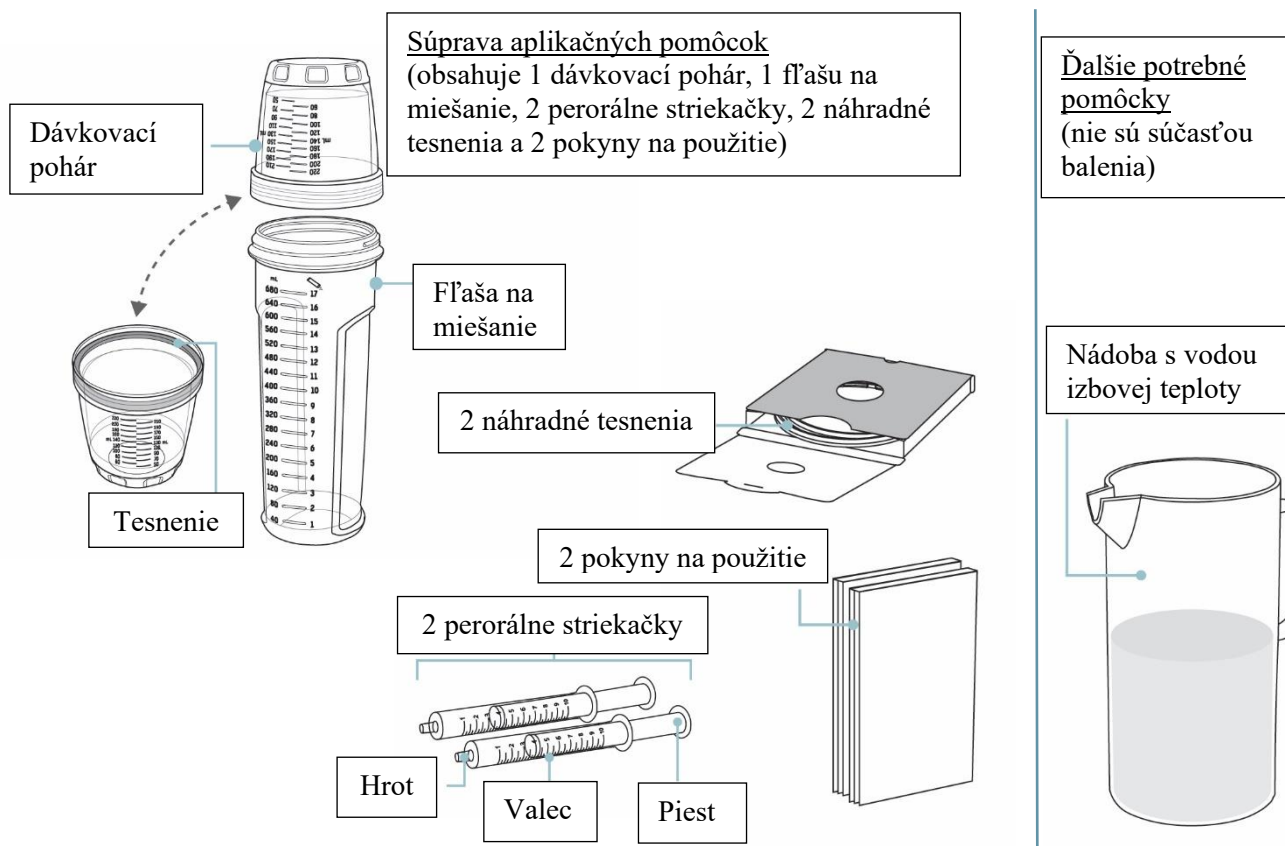 Súprava aplikačných pomôcok
(obsahuje 1 dávkovací pohár, 1 fľašu na
miešanie, 2 perorálne striekačky, 2 náhradné
tesnenia a 2 pokyny na použitie)
Ďalšie potrebné
pomôcky
(nie sú súčasťou
balenia)
Dávkovací
pohár
Fľaša na
miešanie
mL
680 17
640 16
600 15
560 14
520 13
480 12
440 11
400 10
360 9
320 8
280 7
240 6
200 5
160 4
120 3
80 2
40 1
Tesnenie
2 náhradné tesnenia
Nádoba s vodou
izbovej teploty
2 pokyny na použitie
2 perorálne striekačky
Hrot
Valec
Piest